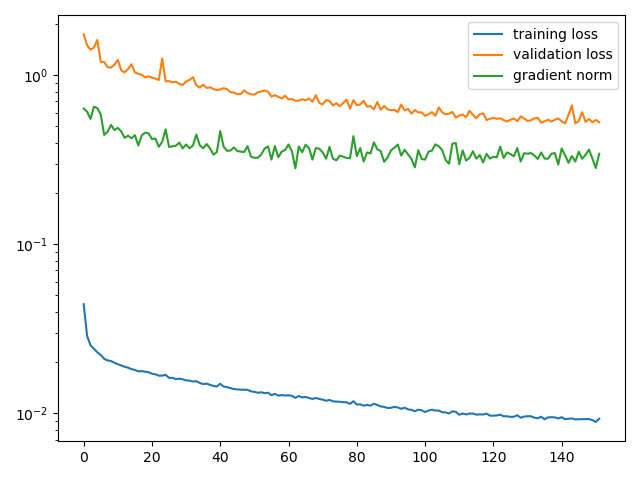 training loss
validation loss
gradient norm
10⁰
10⁻¹
10⁻²
0 20 40 60 80 100 120 140